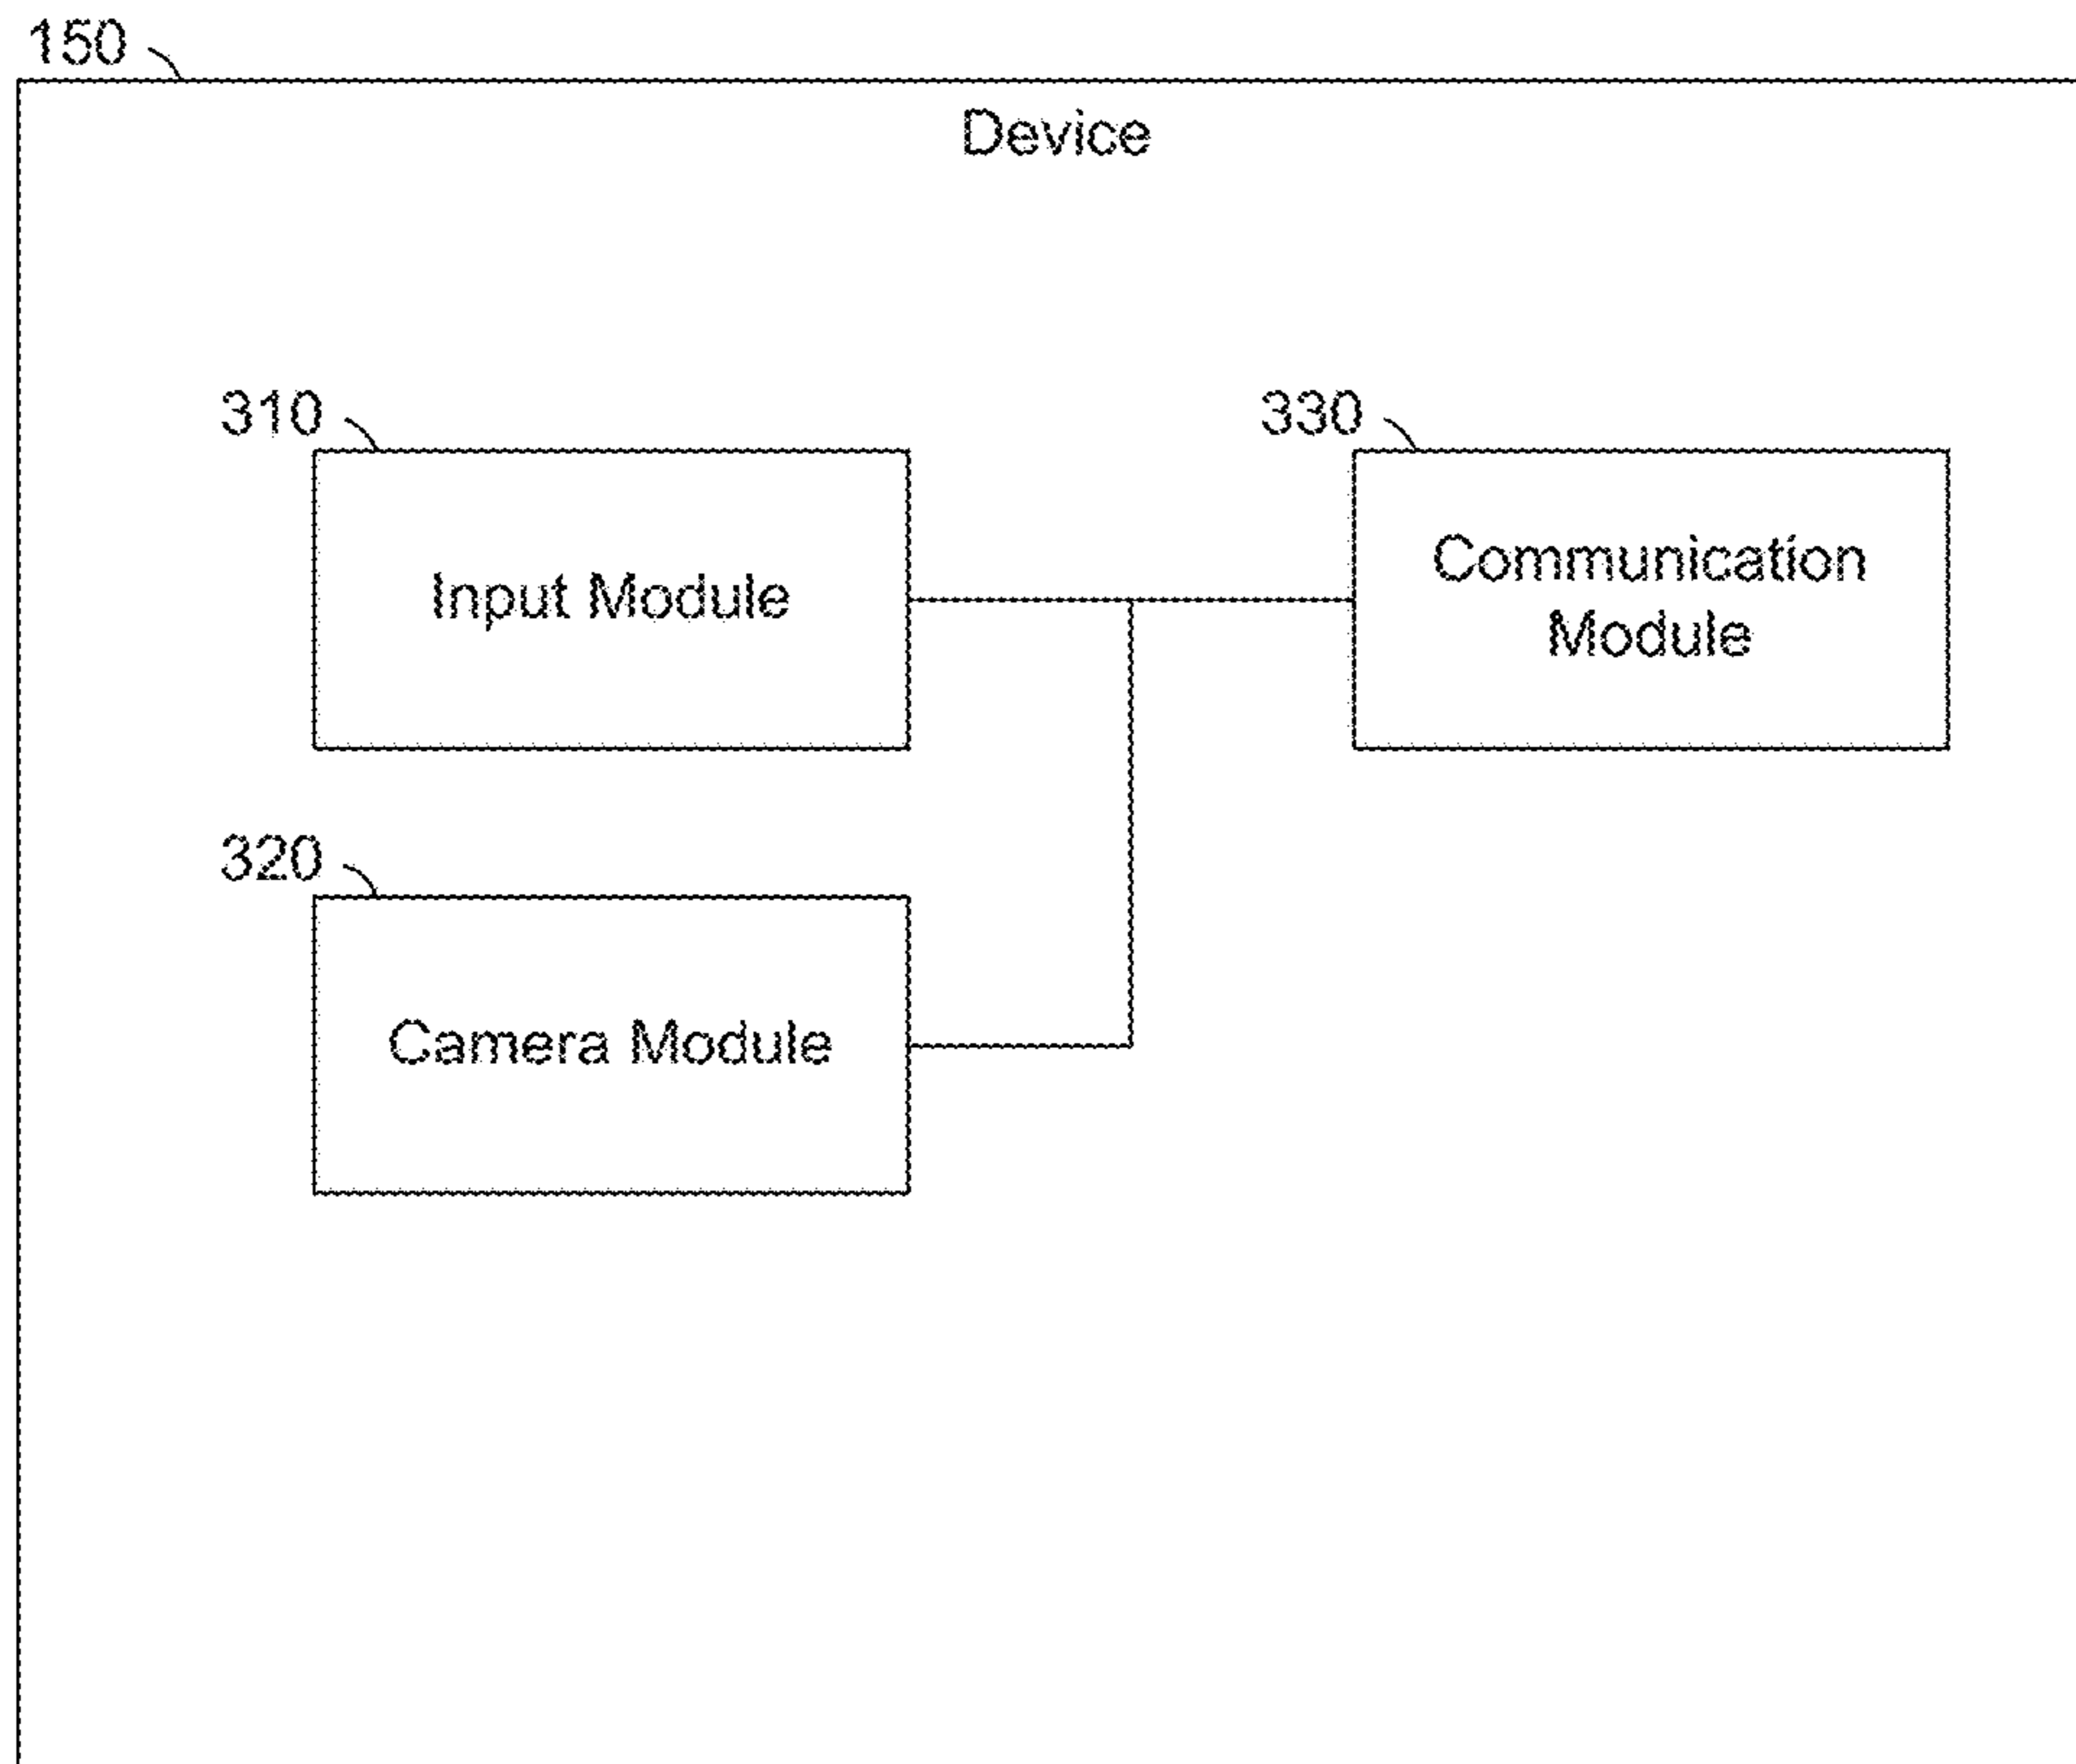 150
Device
310
Input Module
330
Communication
Module
320
Camera Module